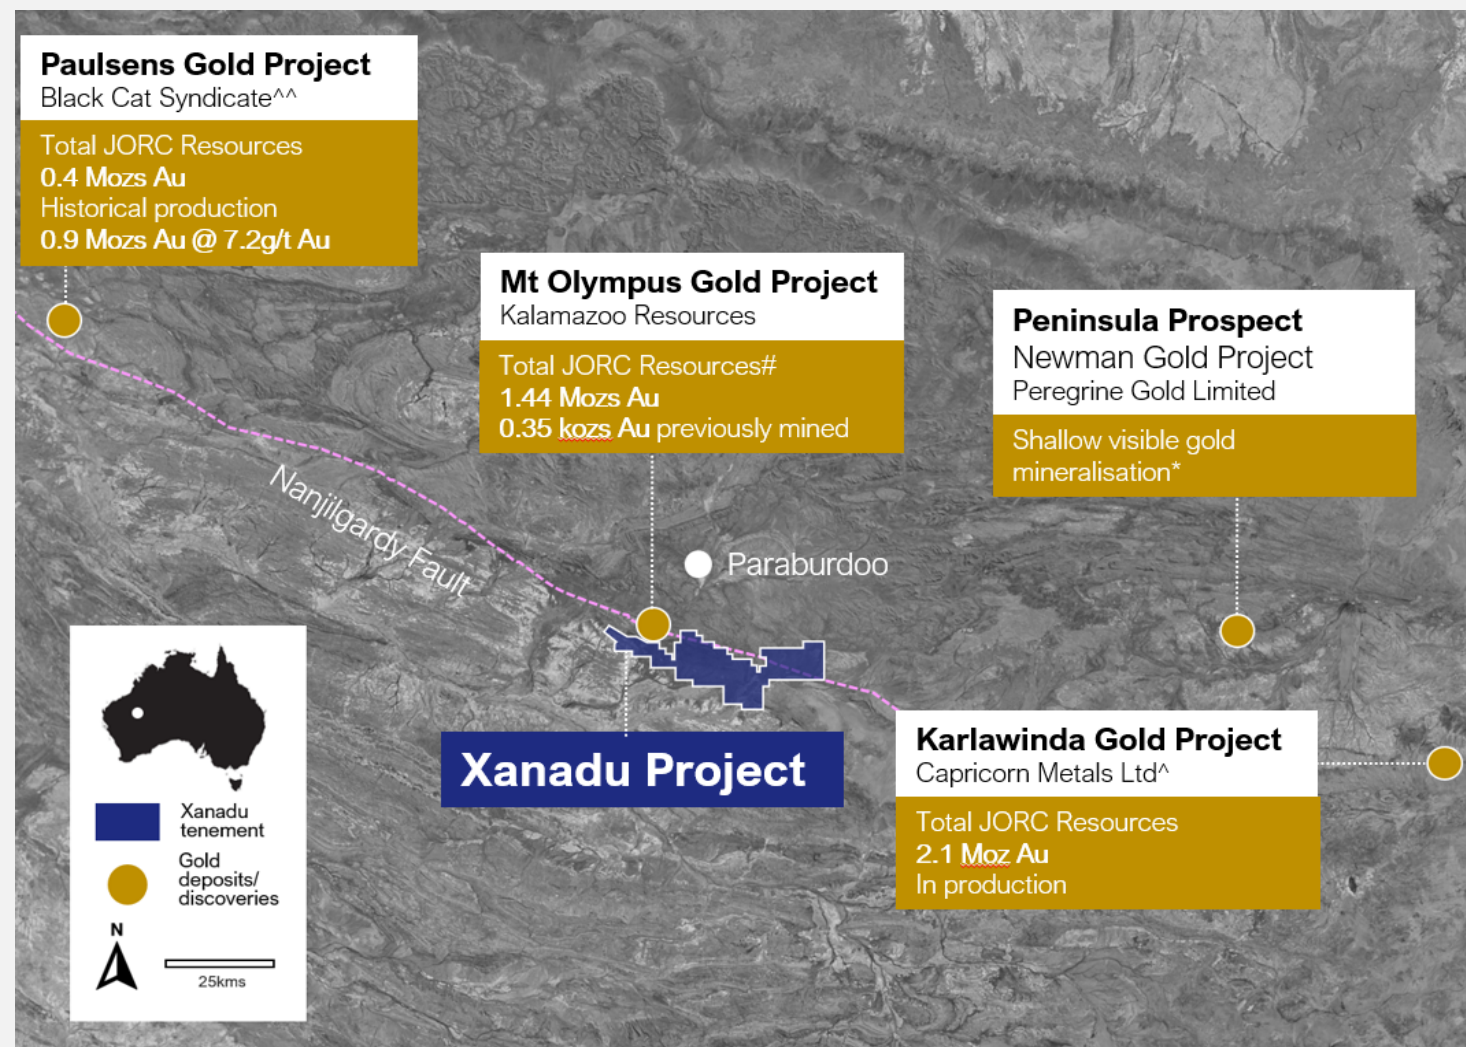 Paulsens Gold Project
Black Cat Syndicate^^
Total JORC Resources
0.4 Mozs Au
Historical production
0.9 Mozs Au @ 7.2g/t Au
Mt Olympus Gold Project
Kalamazoo Resources
Total JORC Resources#
1.44 Mozs Au
0.35 kozs Au previously mined
Peninsula Prospect
Newman Gold Project
Peregrine Gold Limited
Shallow visible gold
mineralisation*
Nanjilgardy Fault
Paraburdoo
Xanadu Project
Karlawinda Gold Project
Capricorn Metals Ltd^
Total JORC Resources
2.1 Moz Au
In production
Xanadu
tenement
Gold
deposits/
discoveries
N
25kms